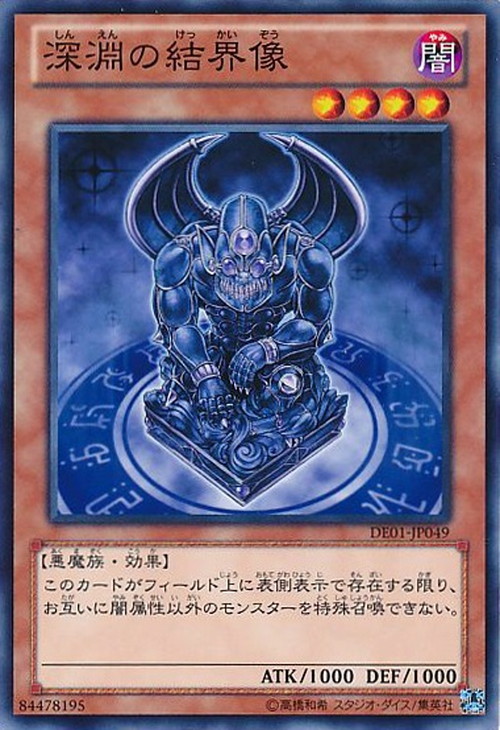 深淵の結界像
闇
DE01-JP049
【悪魔族・効果】
このカードがフィールド上に表側表示で存在する限り、
お互いに闇属性以外のモンスターを特殊召喚できない。
ATK/1000 DEF/1000
84478195
©高橋和希 スタジオ・ダイス/集英社